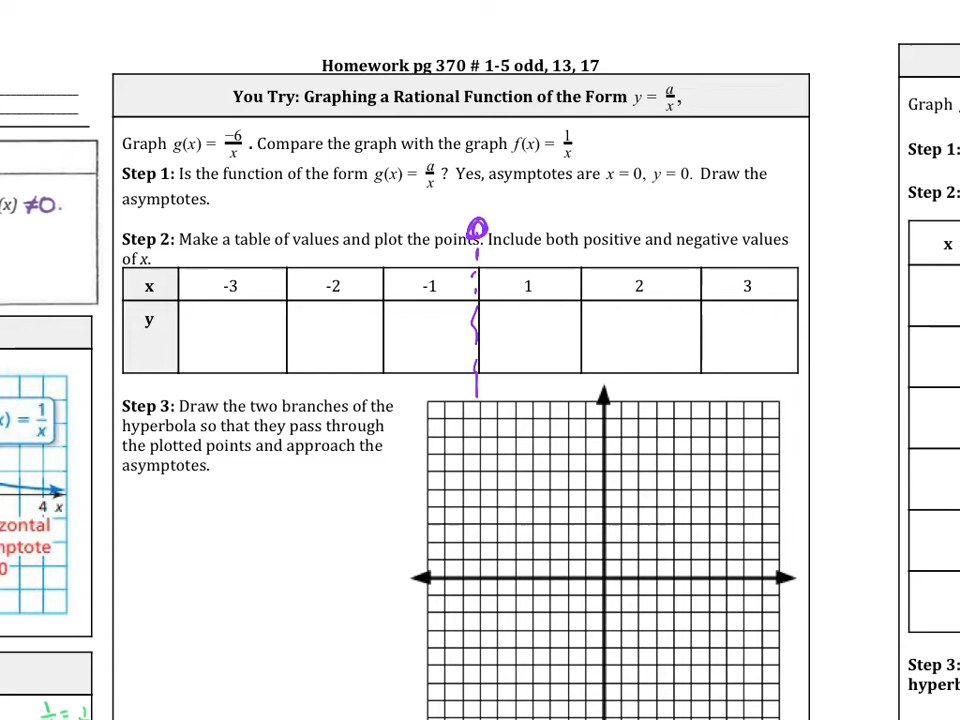 Homework pg 370 # 1-5 odd, 13, 17
You Try: Graphing a Rational Function of the Form y = a/x,
Graph g(x) = −6/x . Compare the graph with the graph f(x) = 1/x
Step 1: Is the function of the form g(x) = a/x ? Yes, asymptotes are x = 0, y = 0. Draw the
asymptotes.
Step 2: Make a table of values and plot the points. Include both positive and negative values
of x.
x -3 -2 -1 1 2 3
y
Step 3: Draw the two branches of the
hyperbola so that they pass through
the plotted points and approach the
asymptotes.
(x) ≠0.
x) = 1/x
4 x
zontal
mptote
0
1/ =
Graph
Step 1:
Step 2:
x
Step 3:
hyperb